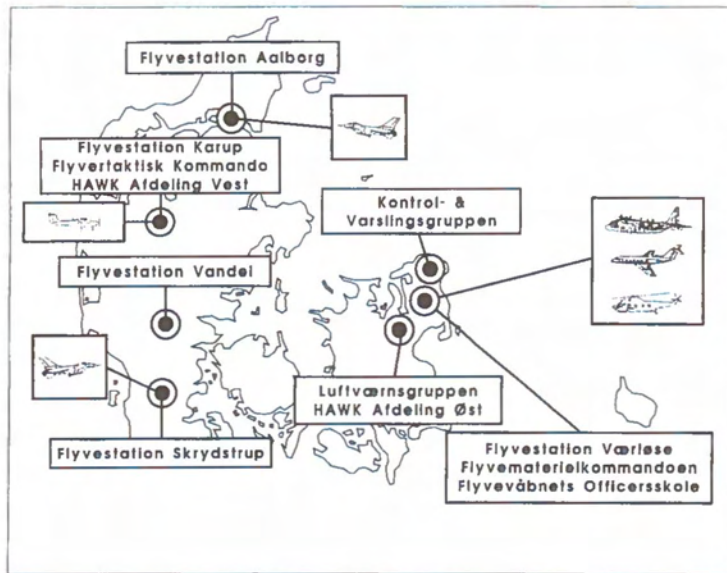 Flyvestation Aalborg
Flyvestation Karup
Flyvertaktisk Kommando
HAWK Afdeling Vest
Kontrol- &
Varslingsgruppen
Flyvestation Vandel
Luftværnsgruppen
HAWK Afdeling Øst
Flyvestation Skrydstrup
Flyvestation Værløse
Flyvematerielkommandoen
Flyvevåbnets Officersskole